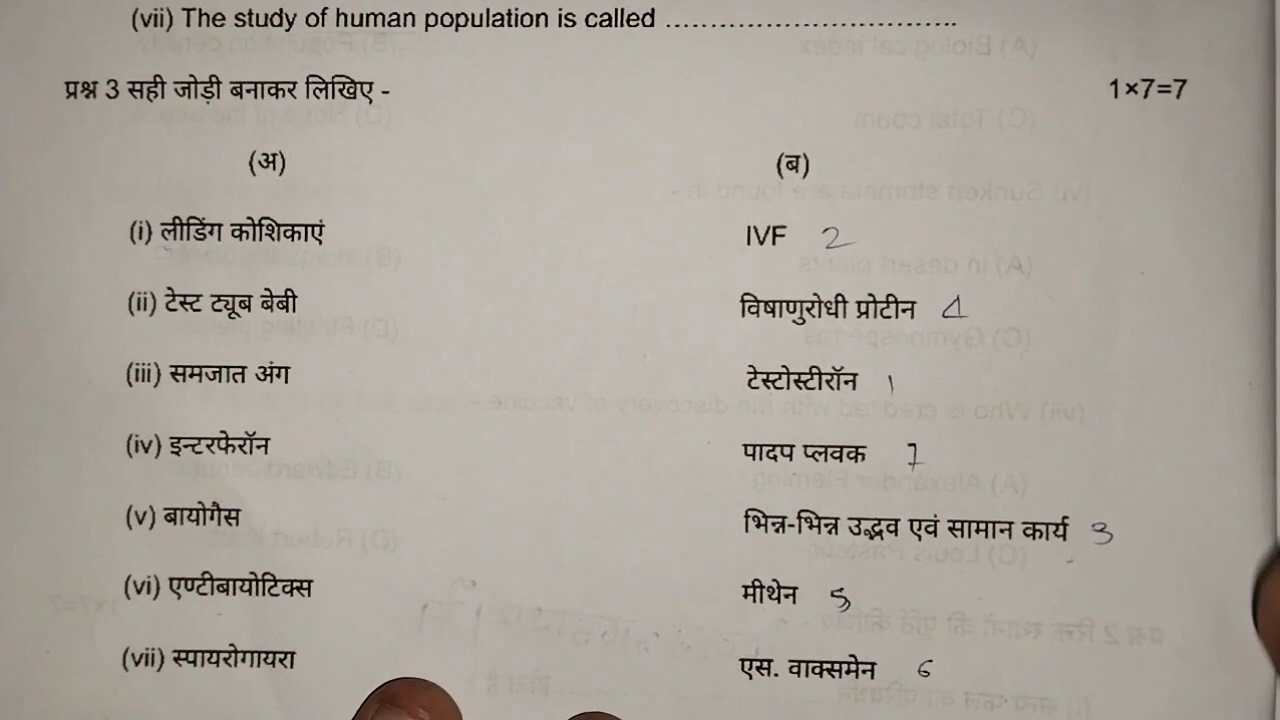 (vii) The study of human population is called ................................
प्रश्न 3 सही जोड़ी बनाकर लिखिए - 1×7=7
(अ) (ब)
(i) लीडिंग कोशिकाएं IVF 2
(ii) टेस्ट ट्यूब बेबी विषाणुरोधी प्रोटीन 4
(iii) समजात अंग टेस्टोस्टीरॉन 1
(iv) इन्टरफेरॉन पादप प्लवक 7
(v) बायोगैस भिन्न-भिन्न उद्भव एवं सामान कार्य 3
(vi) एण्टीबायोटिक्स मीथेन 5
(vii) स्पायरोगायरा एस. वाक्समेन 6